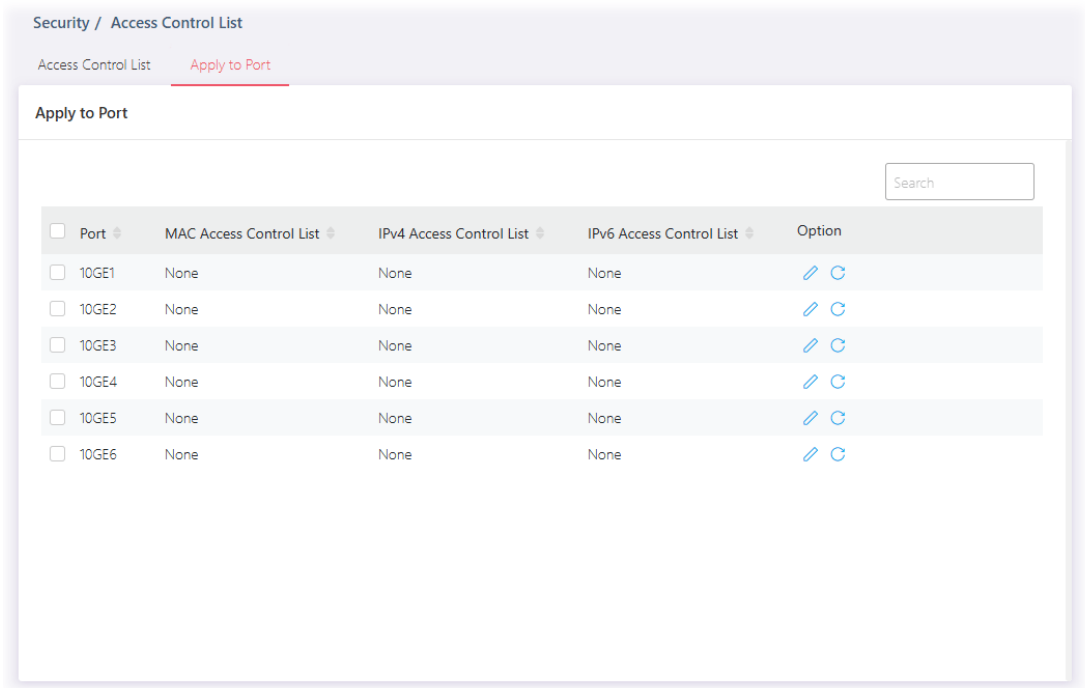 Security / Access Control List
Access Control List Apply to Port
Apply to Port
Search
Port MAC Access Control List IPv4 Access Control List IPv6 Access Control List Option
10GE1 None None None
10GE2 None None None
10GE3 None None None
10GE4 None None None
10GE5 None None None
10GE6 None None None